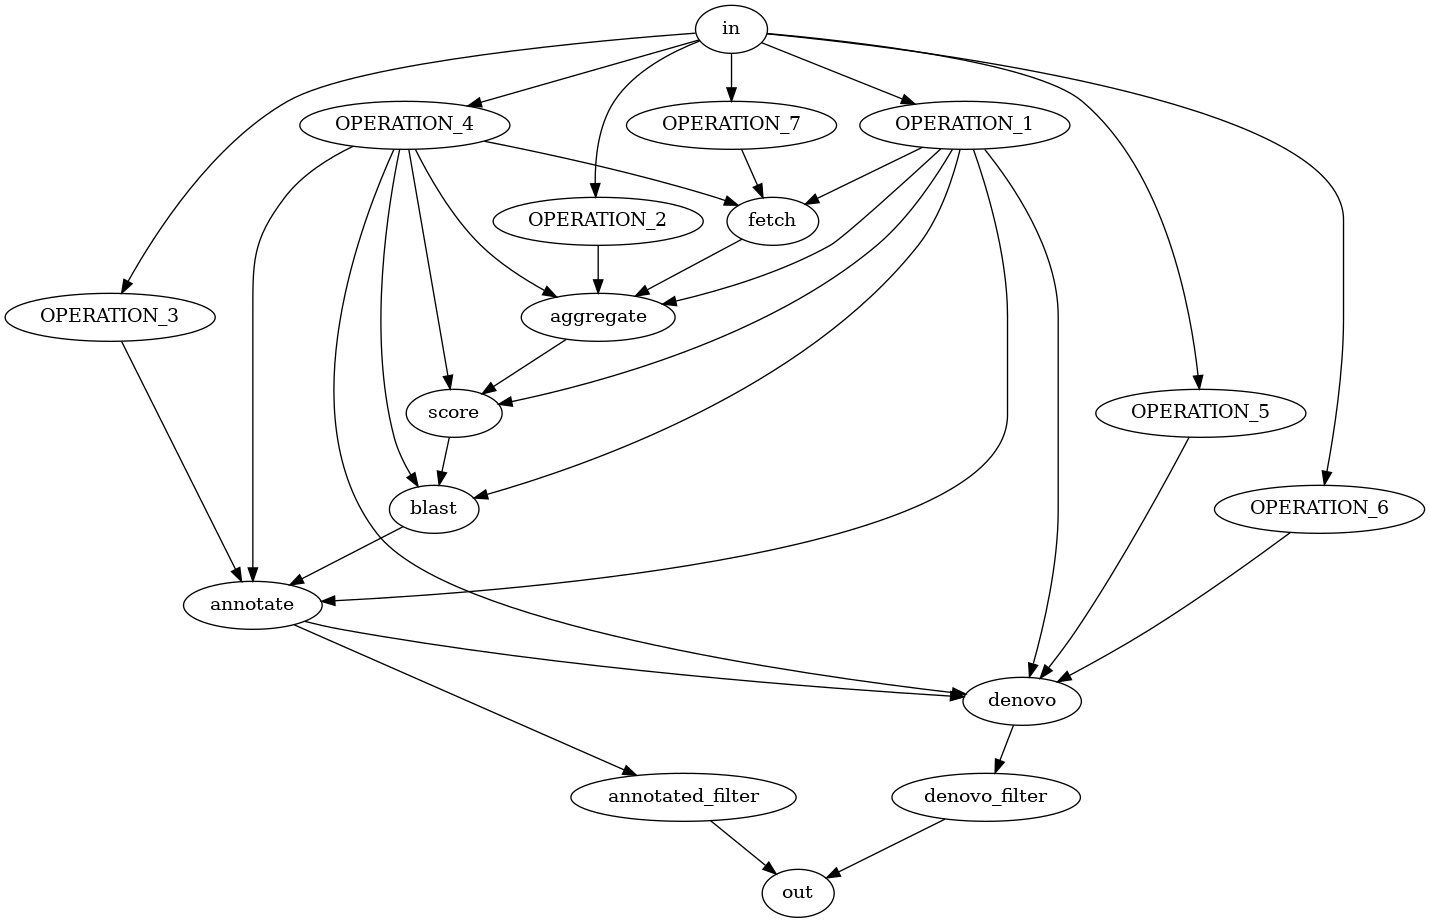 in
OPERATION_4
OPERATION_7
OPERATION_1
OPERATION_2
fetch
OPERATION_3
aggregate
score
OPERATION_5
blast
OPERATION_6
annotate
denovo
annotated_filter
denovo_filter
out